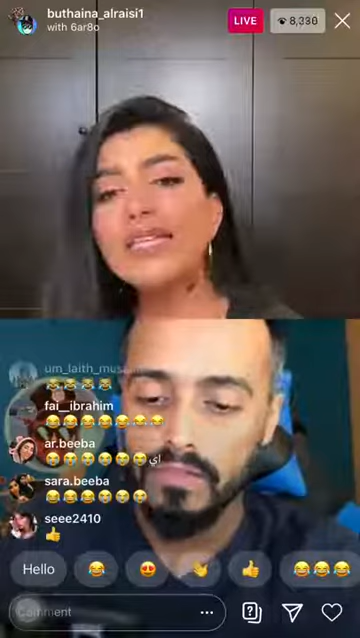 buthaina_alraisi1
with 6ar8o
LIVE
8,330
um_laith_mus
😂😂😂😂
fai__ibrahim
😂😂😂😂😂😂😂
ar.beeba
😭😭😭😭😭😭اي
sara.beeba
😂😂😂😭😭😭
seee2410
👍
Hello
😂
😍
👋
👍
😂😂😂
Comment